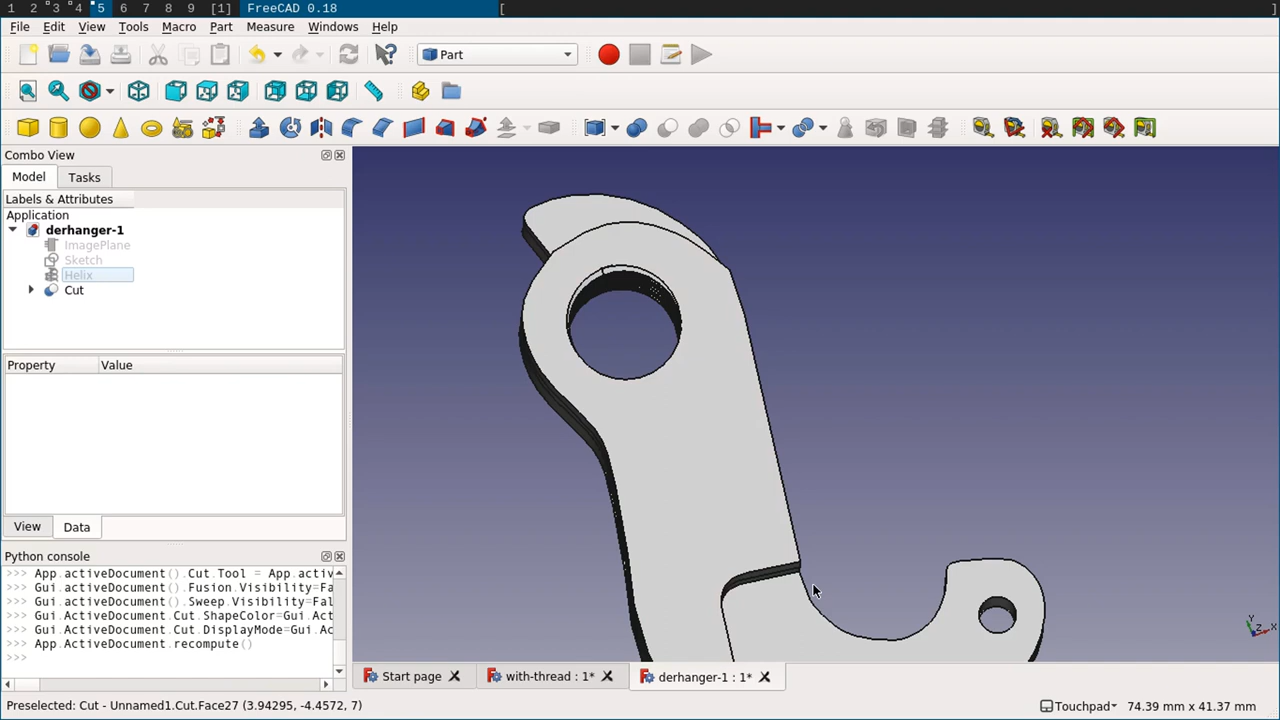 1 2 3 4 5 6 7 8 9 [1] FreeCAD 0.18 [ ]
File Edit View Tools Macro Part Measure Windows Help
Part
Combo View
Model Tasks
Labels & Attributes
Application
derhanger-1
ImagePlane
Sketch
Helix
Cut
Property Value
View Data
Python console
>>> App.activeDocument().Cut.Tool = App.activ
>>> Gui.activeDocument().Fusion.Visibility=Fa
>>> Gui.activeDocument().Sweep.Visibility=Fal
>>> Gui.ActiveDocument.Cut.ShapeColor=Gui.Act
>>> Gui.ActiveDocument.Cut.DisplayMode=Gui.Ac
>>> App.ActiveDocument.recompute()
>>>
Y Z X
Start page with-thread : 1* derhanger-1 : 1*
Preselected: Cut - Unnamed1.Cut.Face27 (3.94295, -4.4572, 7) Touchpad 74.39 mm x 41.37 mm